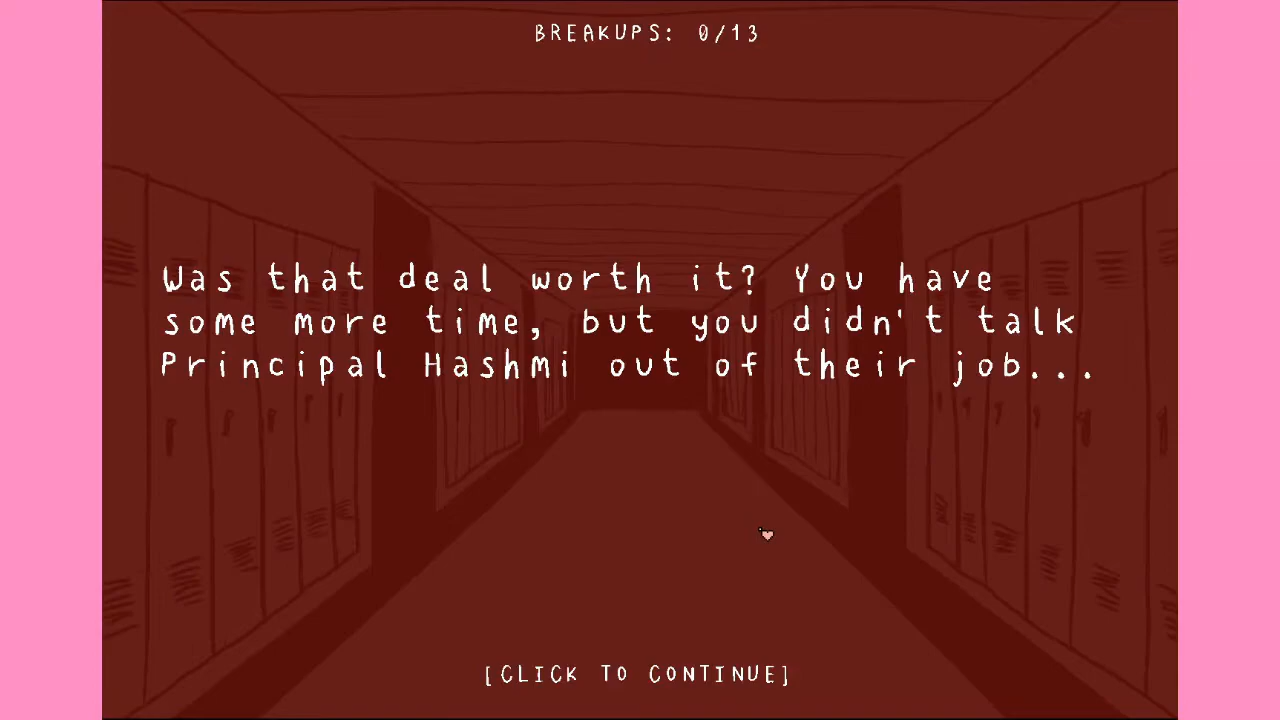 BREAKUPS: 0/13
Was that deal worth it? You have
some more time, but you didn't talk
Principal Hashmi out of their job...
[CLICK TO CONTINUE]